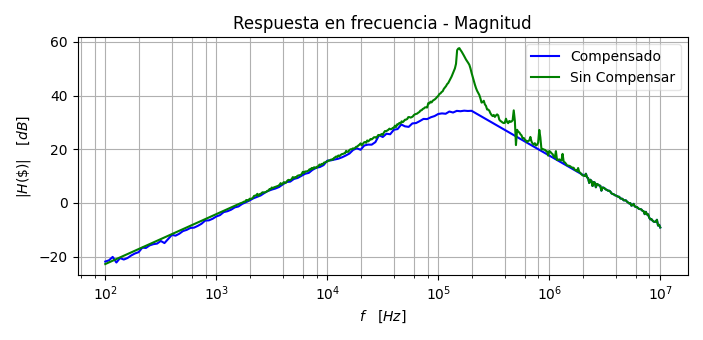 Respuesta en frecuencia - Magnitud
60
40
20
0
−20
|H($)| [dB]
Compensado
Sin Compensar
10² 10³ 10⁴ 10⁵ 10⁶ 10⁷
f [Hz]